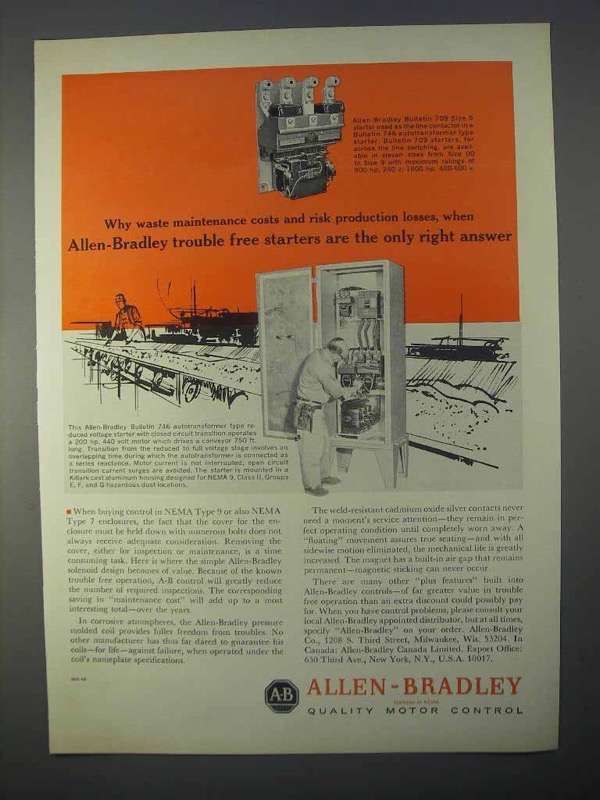 Allen-Bradley Bulletin 709 Size 5
starter used as the line contactor in a
Bulletin 746 autotransformer type
starter. Bulletin 709 starters, for
across the line switching, are avail-
able in eleven sizes from Size 00
to Size 9 with maximum ratings of
800 hp, 240 v; 1600 hp, 480-600 v.
Why waste maintenance costs and risk production losses, when
Allen-Bradley trouble free starters are the only right answer
This Allen-Bradley Bulletin 746 autotransformer type re-
duced voltage starter with closed circuit transition operates
a 200 hp, 440 volt motor which drives a conveyor 750 ft.
long. Transition from the reduced to full voltage stage involves an
overlapping time during which the autotransformer is connected as
a series reactance. Motor current is not interrupted, open circuit
transition current surges are avoided. The starter is mounted in a
Killark cast aluminum housing designed for NEMA 9, Class II, Groups
E, F, and G hazardous dust locations.
When buying control in NEMA Type 9 or also NEMA
Type 7 enclosures, the fact that the cover for the en-
closure must be held down with numerous bolts does not
always receive adequate consideration. Removing the
cover, either for inspection or maintenance, is a time
consuming task. Here is where the simple Allen-Bradley
solenoid design becomes of value. Because of the known
trouble free operation, A-B control will greatly reduce
the number of required inspections. The corresponding
saving in "maintenance cost" will add up to a most
interesting total—over the years.
In corrosive atmospheres, the Allen-Bradley pressure
molded coil provides fuller freedom from troubles. No
other manufacturer has thus far dared to guarantee his
coils—for life—against failure, when operated under the
coil's nameplate specifications.
The weld-resistant cadmium oxide silver contacts never
need a moment's service attention—they remain in per-
fect operating condition until completely worn away. A
"floating" movement assures true seating—and with all
sidewise motion eliminated, the mechanical life is greatly
increased. The magnet has a built-in air gap that remains
permanent—magnetic sticking can never occur.
There are many other "plus features" built into
Allen-Bradley controls—of far greater value in trouble
free operation than an extra discount could possibly pay
for. When you have control problems, please consult your
local Allen-Bradley appointed distributor, but at all times,
specify "Allen-Bradley" on your order. Allen-Bradley
Co., 1208 S. Third Street, Milwaukee, Wis. 53204. In
Canada: Allen-Bradley Canada Limited. Export Office:
630 Third Ave., New York, N.Y., U.S.A. 10017.
A-B
ALLEN-BRADLEY
MEMBER OF NEMA
QUALITY MOTOR CONTROL